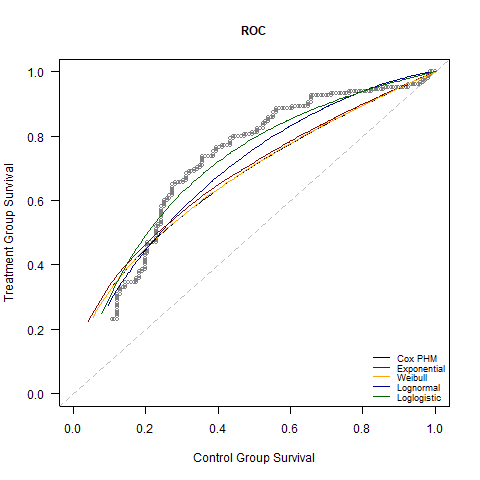 ROC
Treatment Group Survival
1.0
0.8
0.6
0.4
0.2
0.0
Cox PHM
Exponential
Weibull
Lognormal
Loglogistic
0.0 0.2 0.4 0.6 0.8 1.0
Control Group Survival